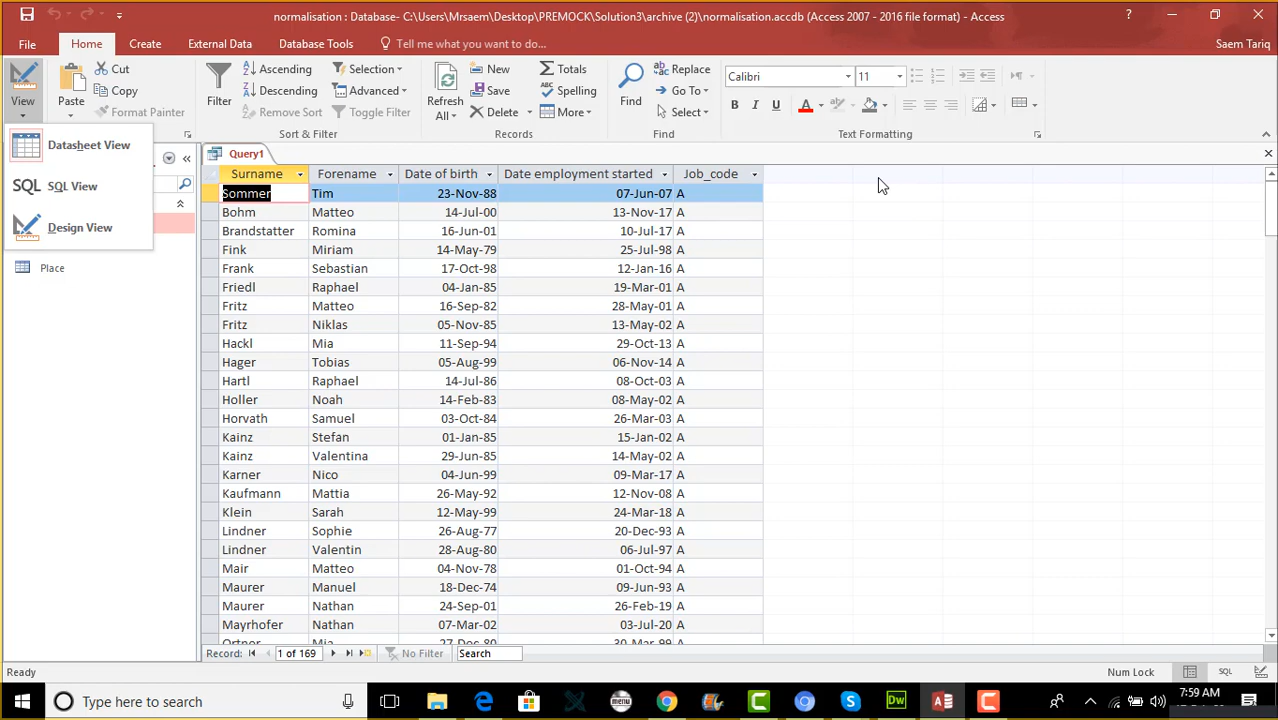 normalisation : Database- C:\Users\Mrsaem\Desktop\PREMOCK\Solution3\archive (2)\normalisation.accdb (Access 2007 - 2016 file format) - Access
File Home Create External Data Database Tools Tell me what you want to do... Saem Tariq
View Paste Cut Copy Format Painter
Filter Ascending Descending Remove Sort Selection Advanced Toggle Filter
Sort & Filter
Refresh All New Save Delete Totals Spelling More
Records
Find Replace Go To Select
Find
Calibri 11
B I U A ab
Text Formatting
Datasheet View
SQL SQL View
Design View
Place
Query1
Surname Forename Date of birth Date employment started Job_code
Sommer Tim 23-Nov-88 07-Jun-07 A
Bohm Matteo 14-Jul-00 13-Nov-17 A
Brandstatter Romina 16-Jun-01 10-Jul-17 A
Fink Miriam 14-May-79 25-Jul-98 A
Frank Sebastian 17-Oct-98 12-Jan-16 A
Friedl Raphael 04-Jan-85 19-Mar-01 A
Fritz Matteo 16-Sep-82 28-May-01 A
Fritz Niklas 05-Nov-85 13-May-02 A
Hackl Mia 11-Sep-94 29-Oct-13 A
Hager Tobias 05-Aug-99 06-Nov-14 A
Hartl Raphael 14-Jul-86 08-Oct-03 A
Holler Noah 14-Feb-83 08-May-02 A
Horvath Samuel 03-Oct-84 26-Mar-03 A
Kainz Stefan 01-Jan-85 15-Jan-02 A
Kainz Valentina 29-Jun-85 14-May-02 A
Karner Nico 04-Jun-99 09-Mar-17 A
Kaufmann Mattia 26-May-92 12-Nov-08 A
Klein Sarah 12-May-99 24-Mar-18 A
Lindner Sophie 26-Aug-77 20-Dec-93 A
Lindner Valentin 28-Aug-80 06-Jul-97 A
Mair Matteo 04-Nov-78 01-Oct-94 A
Maurer Manuel 18-Dec-74 09-Jun-93 A
Maurer Nathan 24-Sep-01 26-Feb-19 A
Mayrhofer Nathan 07-Mar-02 03-Jul-20 A
Ortner Mia 27-Dec-80 30-Mar-99 A
Record: 1 of 169 No Filter Search
Ready Num Lock SQL
Type here to search menu Dw 7:59 AM